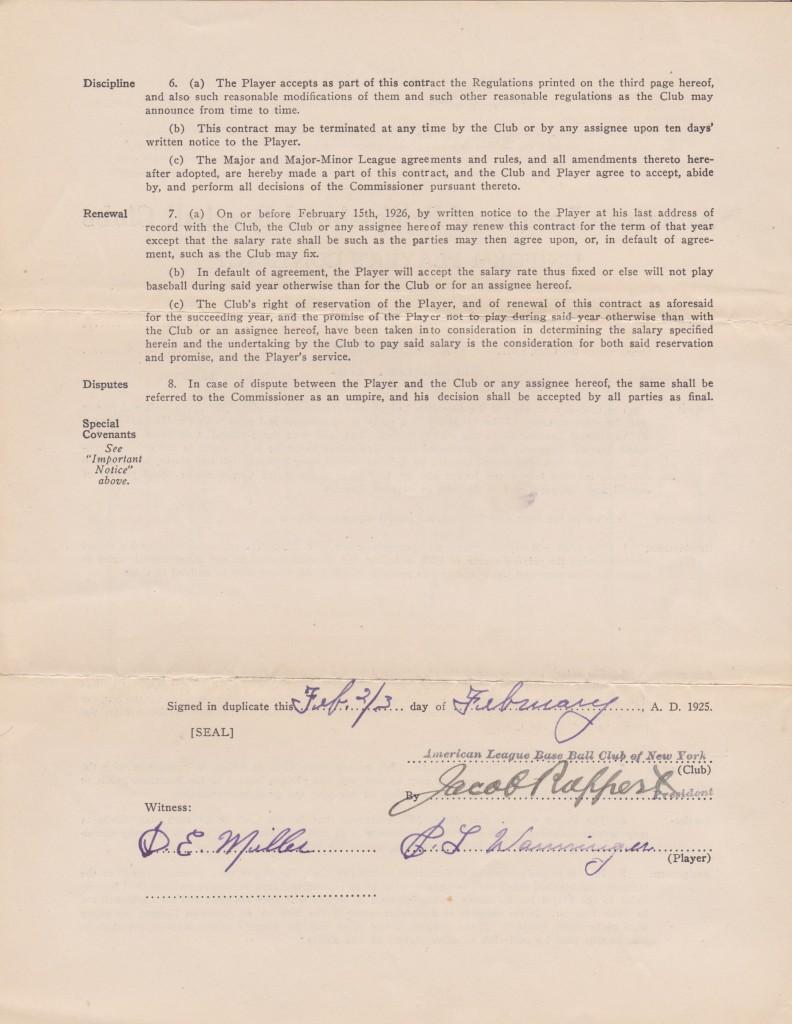 Discipline 6. (a) The Player accepts as part of this contract the Regulations printed on the third page hereof,
and also such reasonable modifications of them and such other reasonable regulations as the Club may
announce from time to time.
(b) This contract may be terminated at any time by the Club or by any assignee upon ten days'
written notice to the Player.
(c) The Major and Major-Minor League agreements and rules, and all amendments thereto here-
after adopted, are hereby made a part of this contract, and the Club and Player agree to accept, abide
by, and perform all decisions of the Commissioner pursuant thereto.
Renewal 7. (a) On or before February 15th, 1926, by written notice to the Player at his last address of
record with the Club, the Club or any assignee hereof may renew this contract for the term of that year
except that the salary rate shall be such as the parties may then agree upon, or, in default of agree-
ment, such as the Club may fix.
(b) In default of agreement, the Player will accept the salary rate thus fixed or else will not play
baseball during said year otherwise than for the Club or for an assignee hereof.
(c) The Club's right of reservation of the Player, and of renewal of this contract as aforesaid
for the succeeding year, and the promise of the Player not to play during said year otherwise than with
the Club or an assignee hereof, have been taken into consideration in determining the salary specified
herein and the undertaking by the Club to pay said salary is the consideration for both said reservation
and promise, and the Player's service.
Disputes 8. In case of dispute between the Player and the Club or any assignee hereof, the same shall be
referred to the Commissioner as an umpire, and his decision shall be accepted by all parties as final.
Special
Covenants
See
"Important
Notice"
above.
Signed in duplicate this Feb. 2/3 day of February, A. D. 1925.
[SEAL]
American League Base Ball Club of New York
(Club)
By Jacob Ruppert President
Witness:
D. E. Miller P. L. Wanninger
(Player)